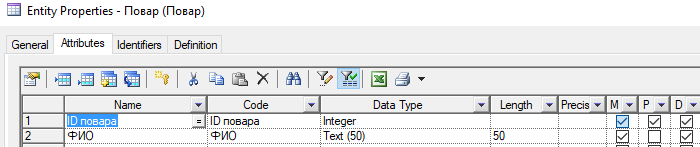 Entity Properties - Повар (Повар)
General Attributes Identifiers Definition
Name Code Data Type Length Precis M P D
1 ID повара = ID повара Integer
2 ФИО ФИО Text (50) 50